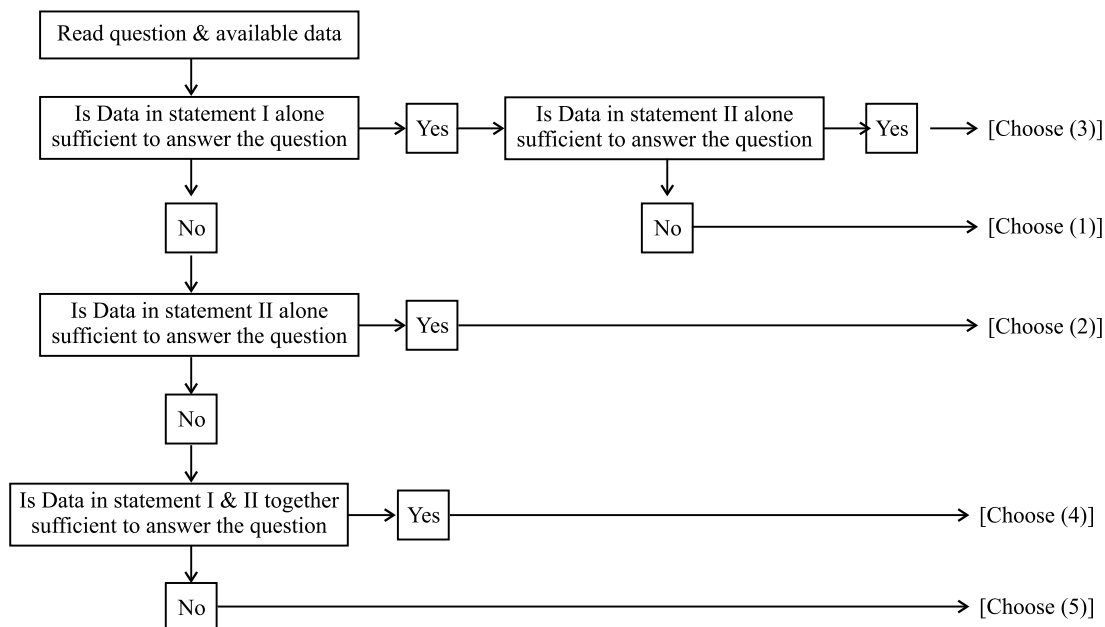 Read question & available data
Is Data in statement I alone
sufficient to answer the question
Yes
Is Data in statement II alone
sufficient to answer the question
Yes
[Choose (3)]
No
No
[Choose (1)]
Is Data in statement II alone
sufficient to answer the question
Yes
[Choose (2)]
No
Is Data in statement I & II together
sufficient to answer the question
Yes
[Choose (4)]
No
[Choose (5)]